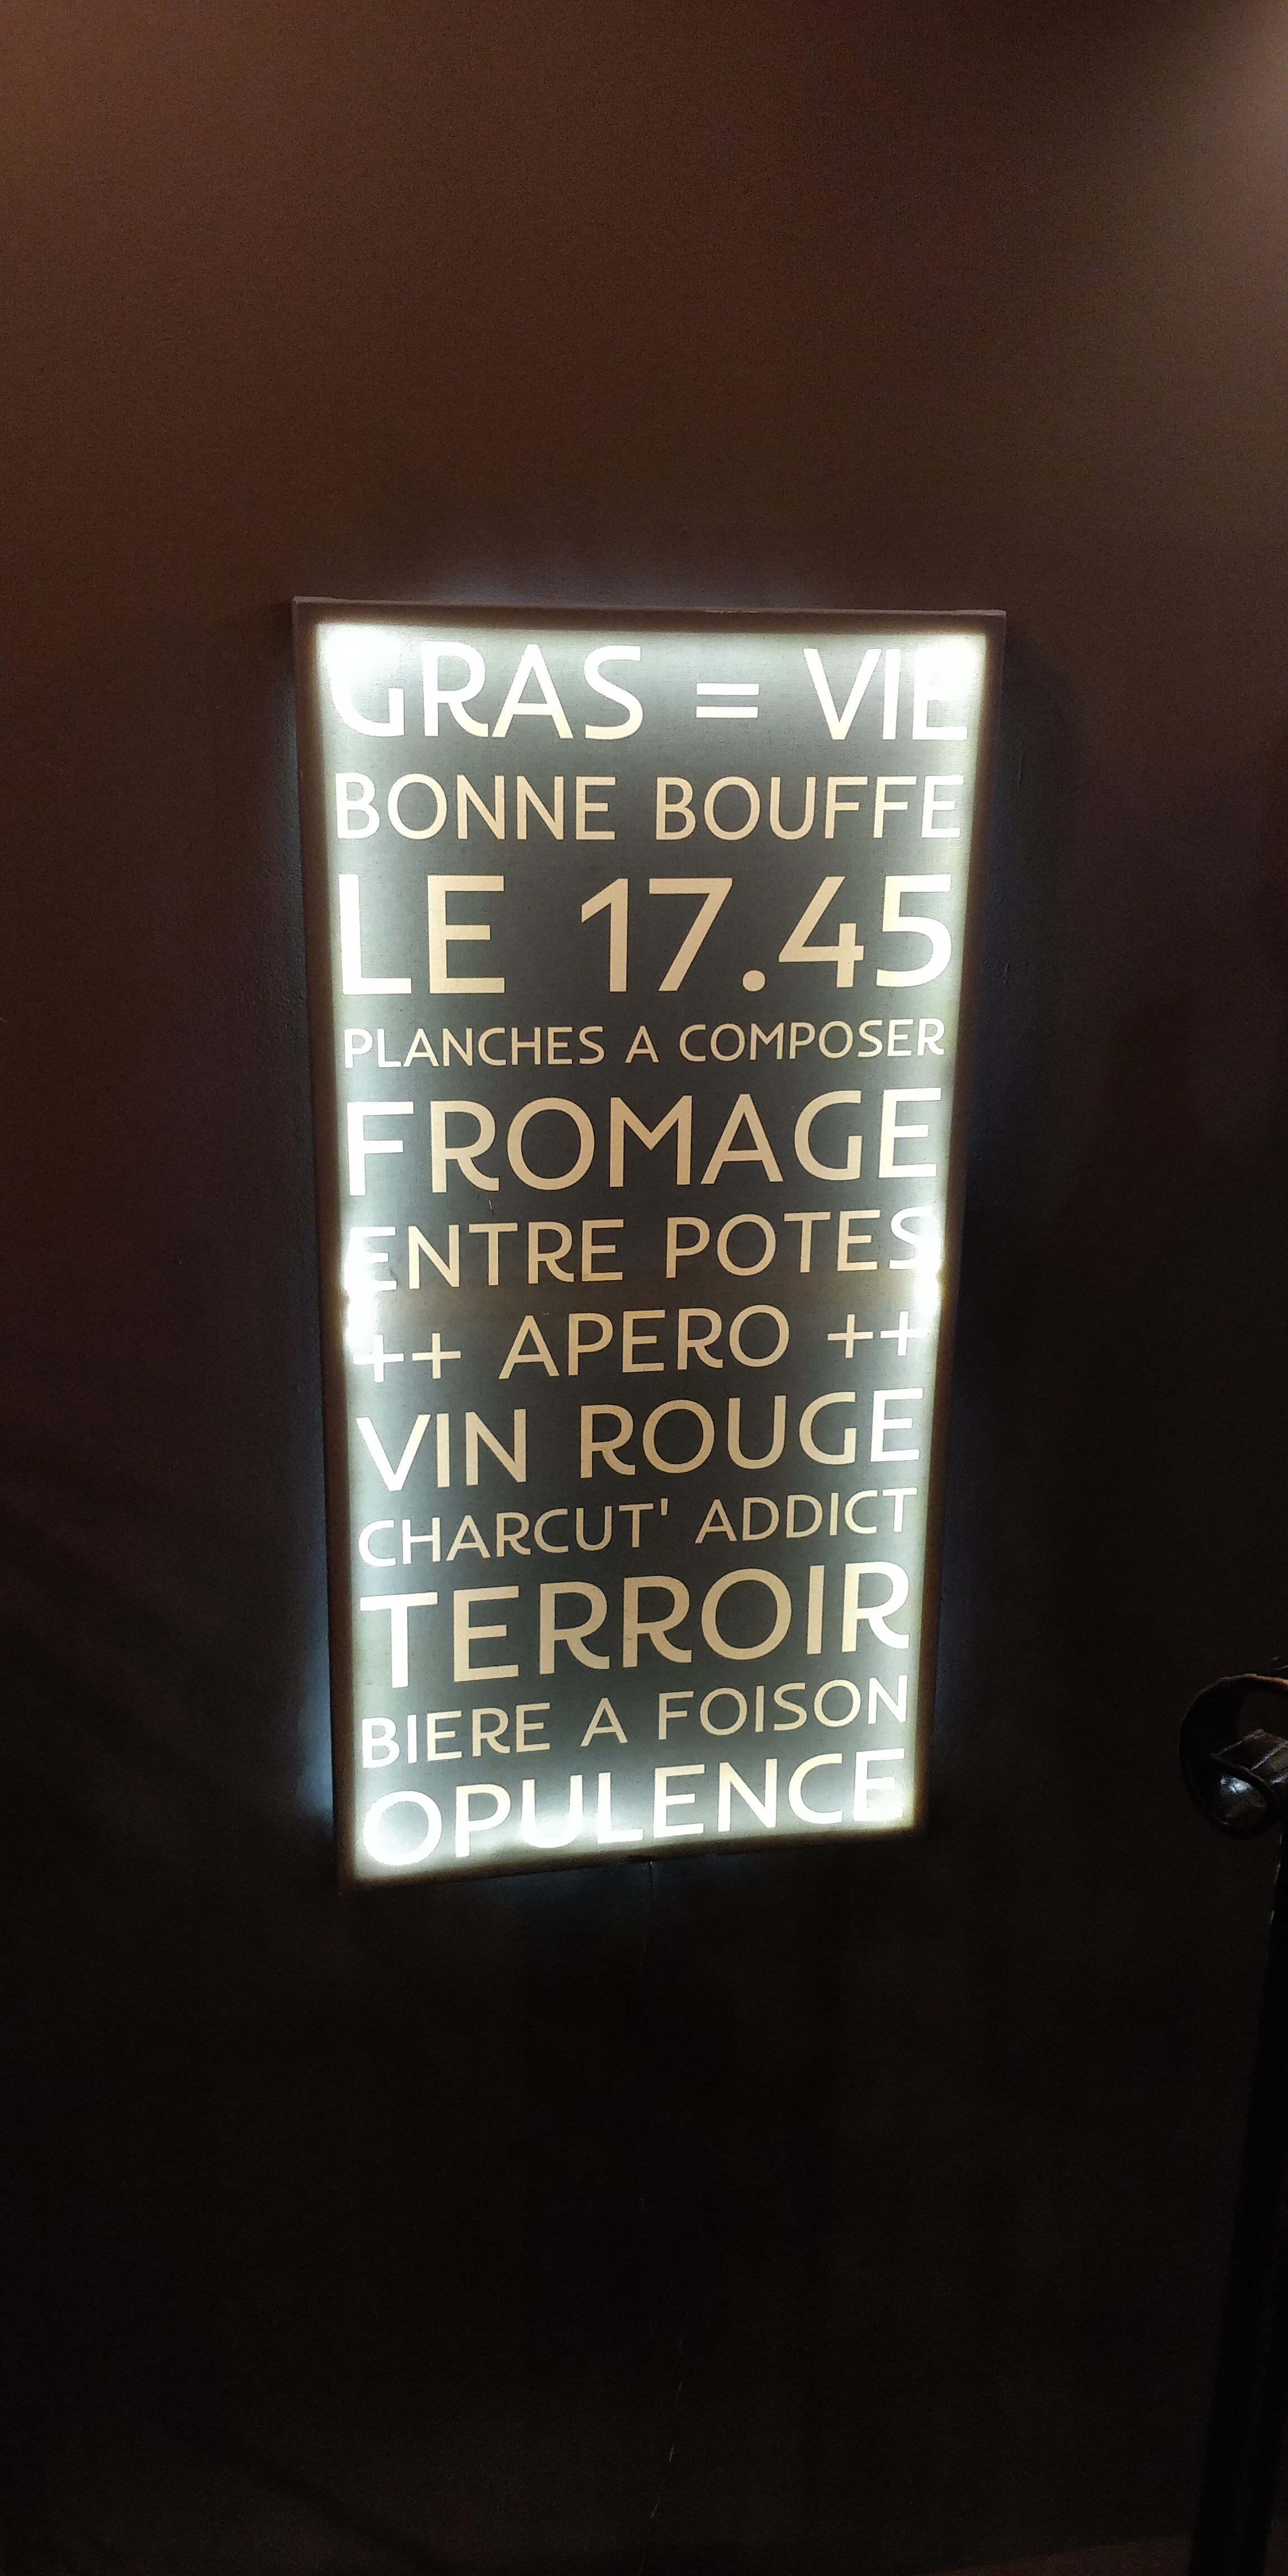 GRAS = VIE
BONNE BOUFFE
LE 17.45
PLANCHES A COMPOSER
FROMAGE
ENTRE POTES
++ APERO ++
VIN ROUGE
CHARCUT' ADDICT
TERROIR
BIERE A FOISON
OPULENCE